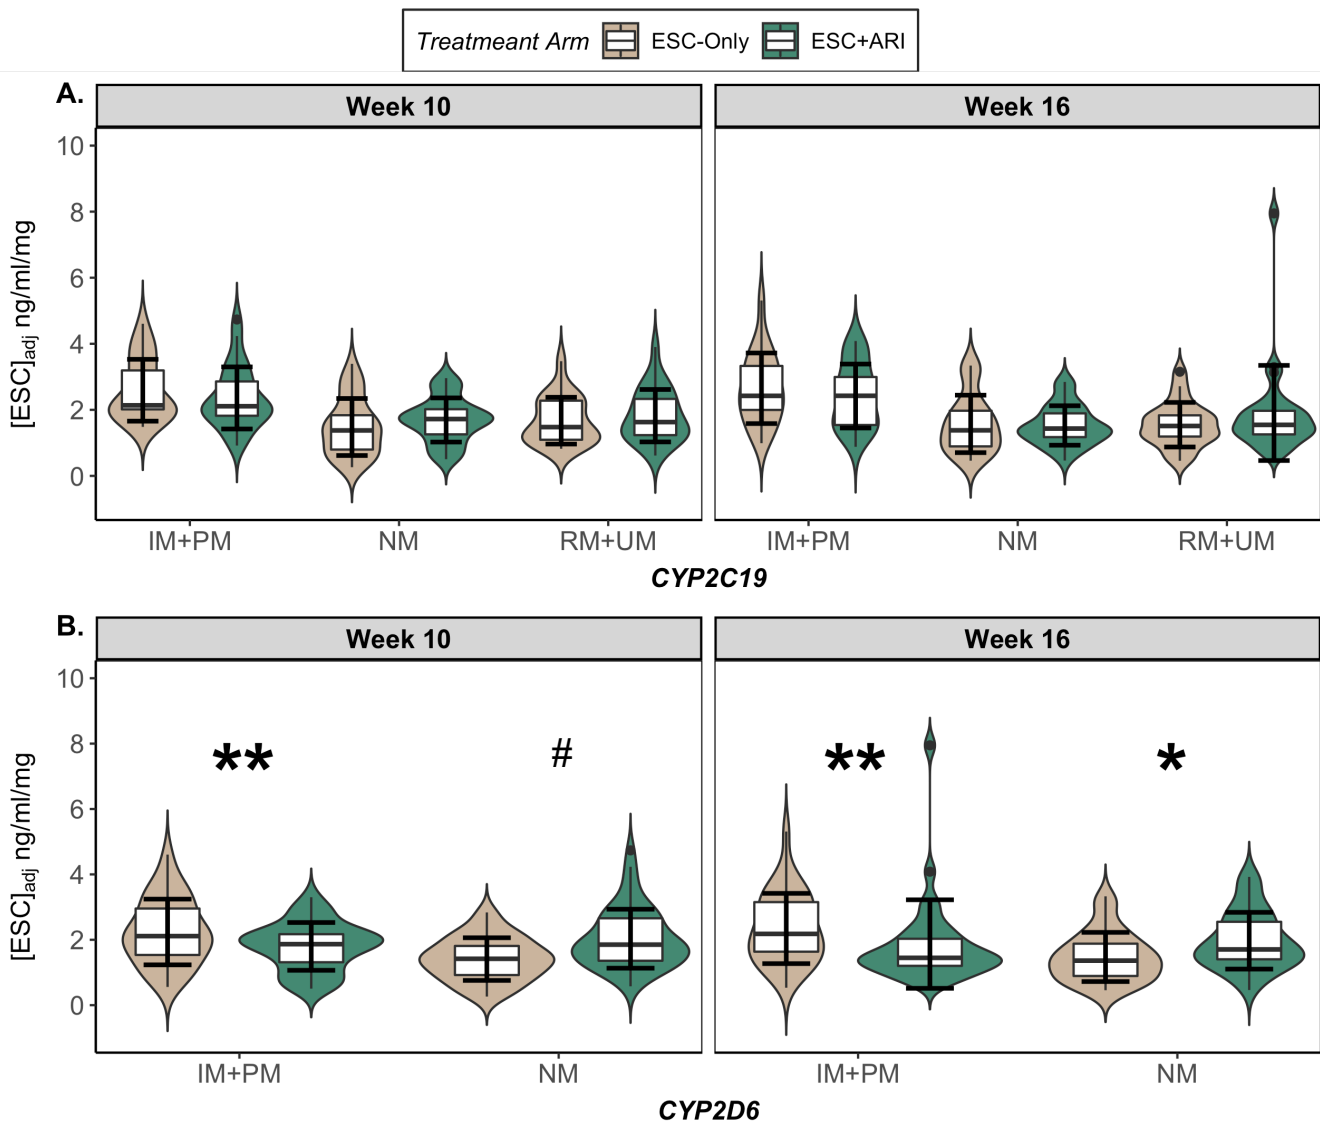 Treatmeant Arm ESC-Only ESC+ARI
A.
Week 10 Week 16
[ESC]adj ng/ml/mg
10
8
6
4
2
0
IM+PM NM RM+UM IM+PM NM RM+UM
CYP2C19
B.
Week 10 Week 16
[ESC]adj ng/ml/mg
10
8
** # ** *
6
4
2
0
IM+PM NM IM+PM NM
CYP2D6